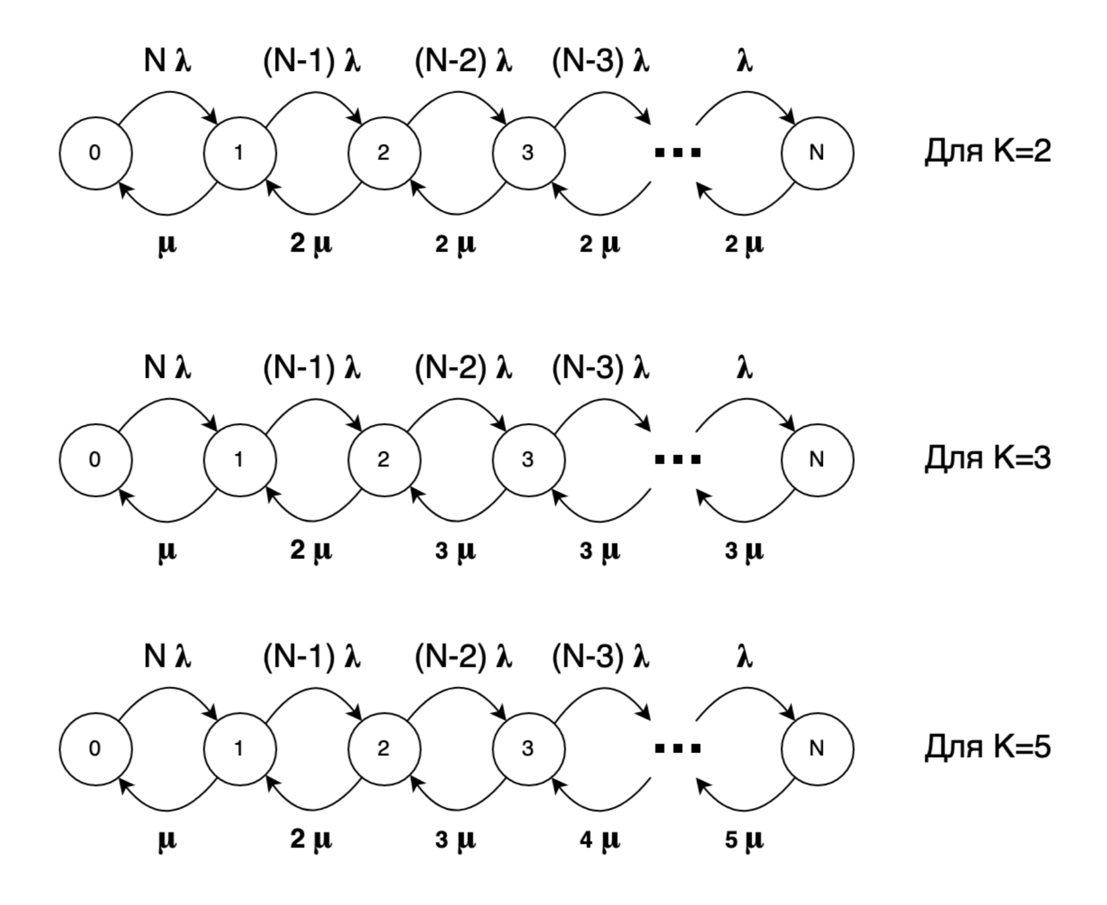 N λ (N-1) λ (N-2) λ (N-3) λ λ
0 1 2 3 ... N Для K=2
μ 2 μ 2 μ 2 μ 2 μ
N λ (N-1) λ (N-2) λ (N-3) λ λ
0 1 2 3 ... N Для K=3
μ 2 μ 3 μ 3 μ 3 μ
N λ (N-1) λ (N-2) λ (N-3) λ λ
0 1 2 3 ... N Для K=5
μ 2 μ 3 μ 4 μ 5 μ